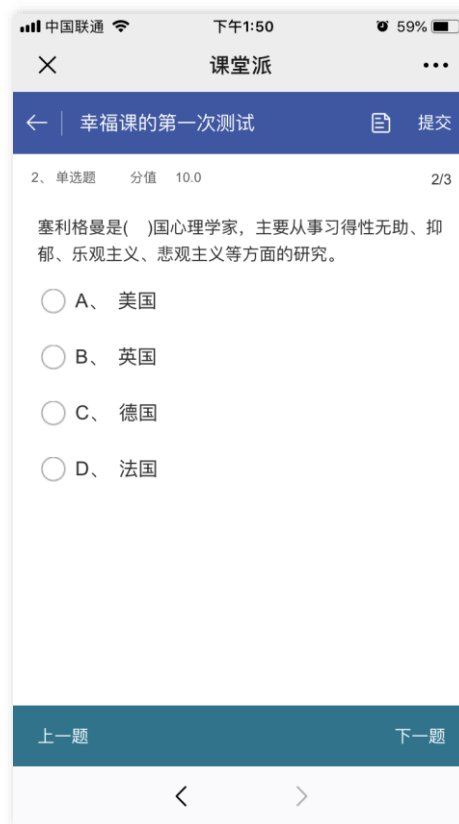 中国联通 下午1:50 59%
课堂派
幸福课的第一次测试 提交
2、 单选题 分值 10.0 2/3
塞利格曼是( )国心理学家，主要从事习得性无助、抑
郁、乐观主义、悲观主义等方面的研究。
A、 美国
B、 英国
C、 德国
D、 法国
上一题 下一题